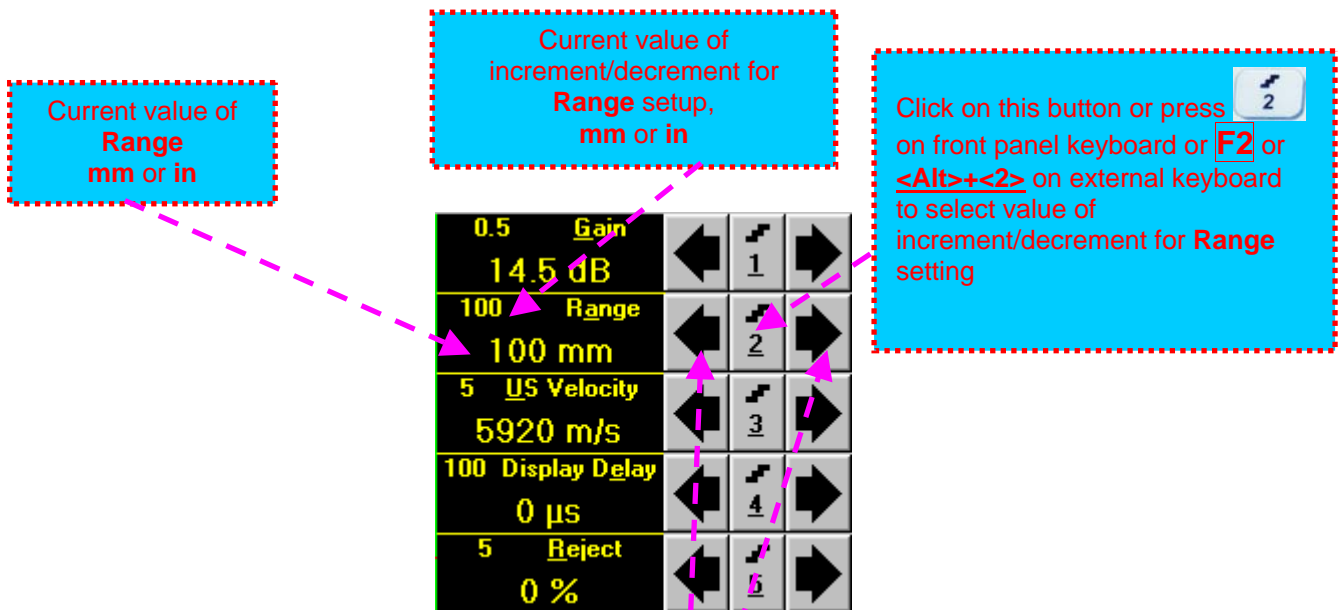 Current value of
Range
mm or in
Current value of
increment/decrement for
Range setup,
mm or in
Click on this button or press 2
on front panel keyboard or F2 or
<Alt>+<2> on external keyboard
to select value of
increment/decrement for Range
setting
0.5 Gain
14.5 dB
1
100 Range
100 mm
2
5 US Velocity
5920 m/s
3
100 Display Delay
0 µs
4
5 Reject
0 %
5